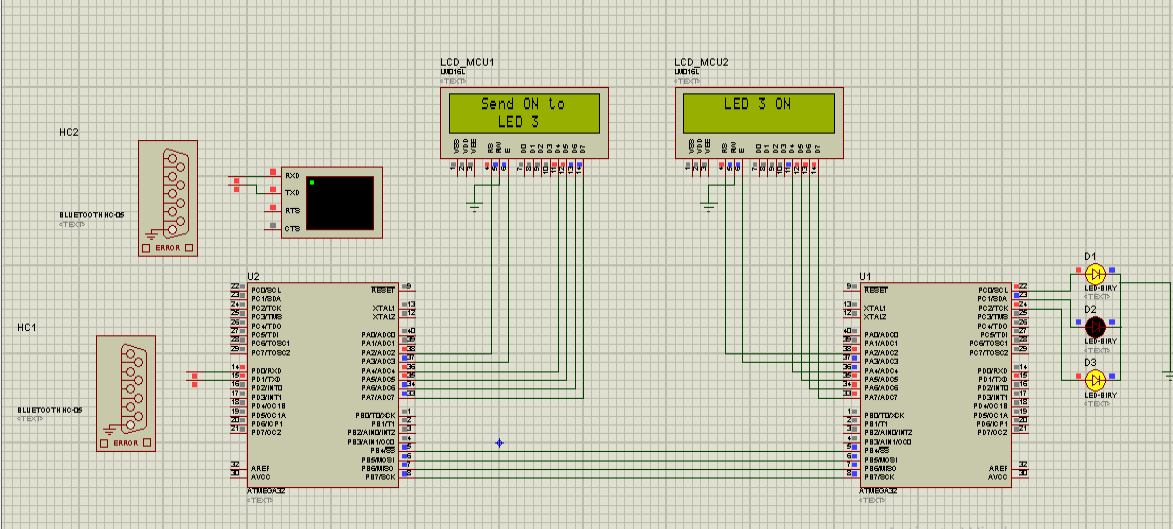 LCD_MCU1
LM016L
<TEXT>
Send ON to
LED 3
VSS
VDD
VEE
RS
RW
E
D0
D1
D2
D3
D4
D5
D6
D7
1
2
3
4
5
6
7
8
9
10
11
12
13
14
LCD_MCU2
LM016L
<TEXT>
LED 3 ON
VSS
VDD
VEE
RS
RW
E
D0
D1
D2
D3
D4
D5
D6
D7
1
2
3
4
5
6
7
8
9
10
11
12
13
14
HC2
BLUETOOTH HC-05
<TEXT>
ERROR
RXD
TXD
RTS
CTS
HC1
BLUETOOTH HC-05
<TEXT>
ERROR
U2
22 PC0/SCL
23 PC1/SDA
24 PC2/TCK
25 PC3/TMS
26 PC4/TDO
27 PC5/TDI
28 PC6/TOSC1
29 PC7/TOSC2
14 PD0/RXD
15 PD1/TXD
16 PD2/INT0
17 PD3/INT1
18 PD4/OC1B
19 PD5/OC1A
20 PD6/ICP1
21 PD7/OC2
32 AREF
30 AVCC
RESET 9
XTAL1 13
XTAL2 12
PA0/ADC0 40
PA1/ADC1 39
PA2/ADC2 38
PA3/ADC3 37
PA4/ADC4 36
PA5/ADC5 35
PA6/ADC6 34
PA7/ADC7 33
PB0/T0/XCK 1
PB1/T1 2
PB2/AIN0/INT2 3
PB3/AIN1/OC0 4
PB4/SS 5
PB5/MOSI 6
PB6/MISO 7
PB7/SCK 8
ATMEGA32
<TEXT>
U1
9 RESET
13 XTAL1
12 XTAL2
40 PA0/ADC0
39 PA1/ADC1
38 PA2/ADC2
37 PA3/ADC3
36 PA4/ADC4
35 PA5/ADC5
34 PA6/ADC6
33 PA7/ADC7
1 PB0/T0/XCK
2 PB1/T1
3 PB2/AIN0/INT2
4 PB3/AIN1/OC0
5 PB4/SS
6 PB5/MOSI
7 PB6/MISO
8 PB7/SCK
PC0/SCL 22
PC1/SDA 23
PC2/TCK 24
PC3/TMS 25
PC4/TDO 26
PC5/TDI 27
PC6/TOSC1 28
PC7/TOSC2 29
PD0/RXD 14
PD1/TXD 15
PD2/INT0 16
PD3/INT1 17
PD4/OC1B 18
PD5/OC1A 19
PD6/ICP1 20
PD7/OC2 21
AREF 32
AVCC 30
ATMEGA32
<TEXT>
D1
LED-BIRY
<TEXT>
D2
LED-BIRY
<TEXT>
D3
LED-BIRY
<TEXT>